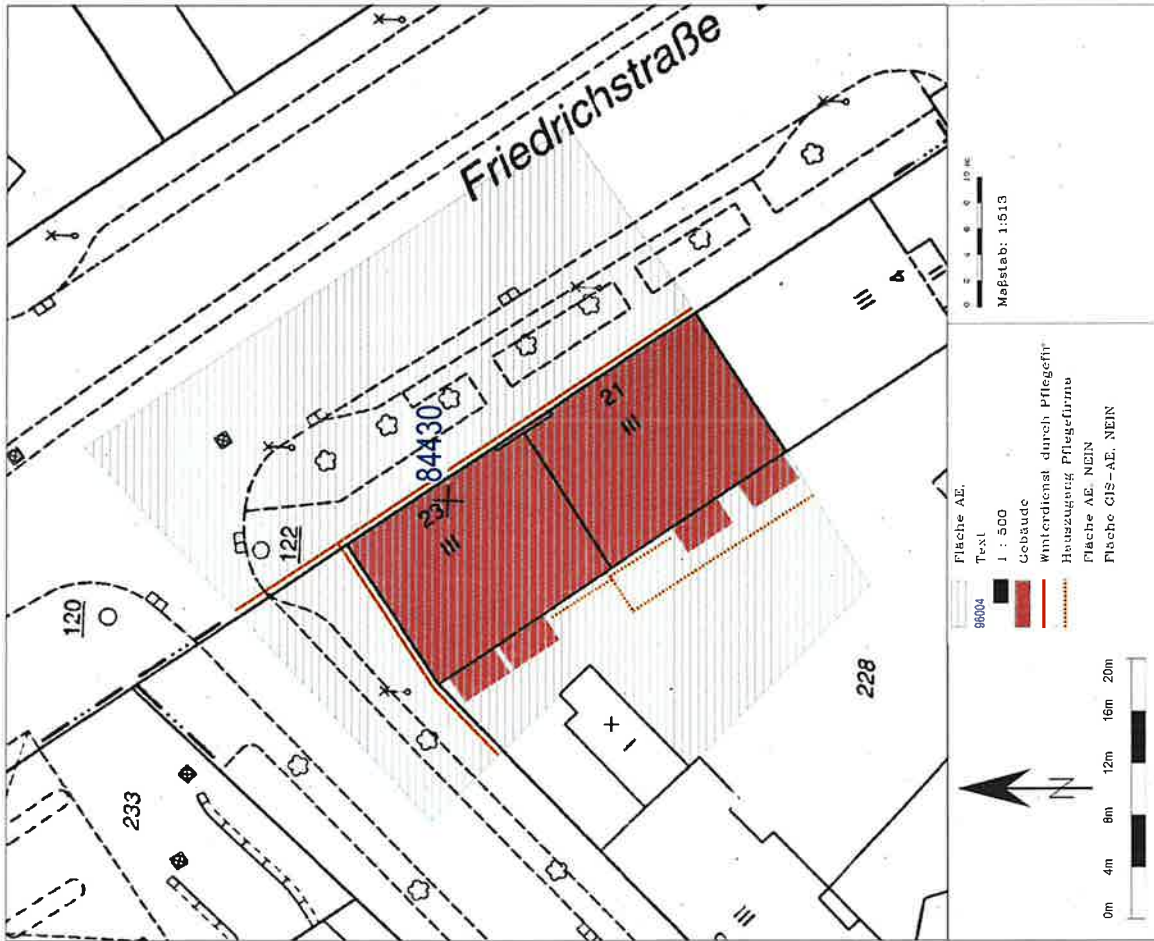 Friedrichstraße
120
122
84430
23
21
III
III
III
4
II
233
228
III
Fläche AE.
96004
Text
1 : 500
Gebäude
Winterdienst durch
Hauszugang Pflegefirma
Fläche AE. NEIN
Fläche GIS-AE. NEIN
Maßstab: 1:513
N
0m 4m 8m 12m 16m 20m